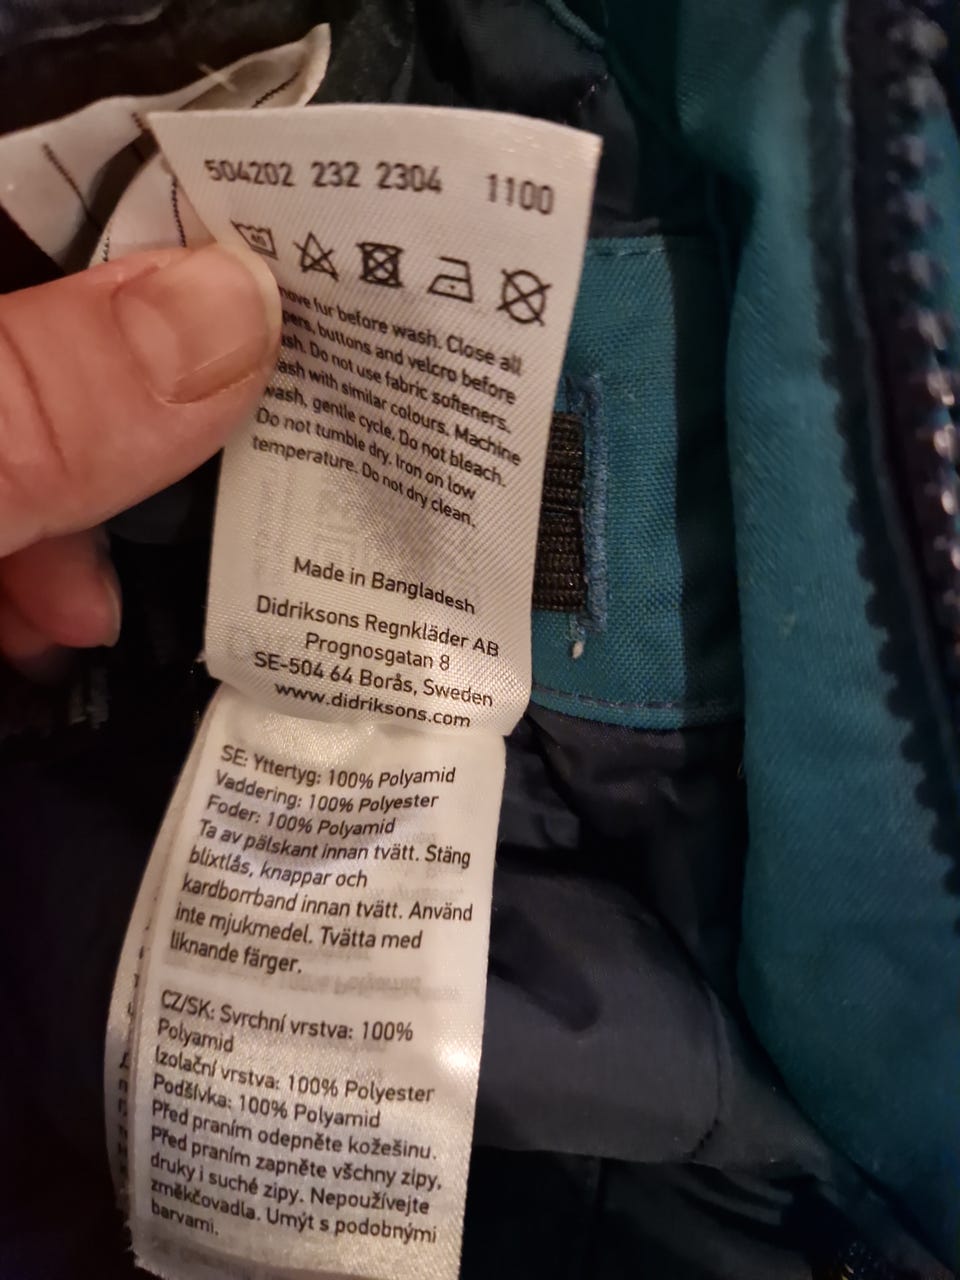 504202 232 2304 1100
40
fur before wash. Close all
buttons and velcro before
Do not use fabric softeners.
with similar colours. Machine
wash, gentle cycle. Do not bleach.
Do not tumble dry. Iron on low
temperature. Do not dry clean.
Made in Bangladesh
Didriksons Regnkläder AB
Prognosgatan 8
SE-504 64 Borås, Sweden
www.didriksons.com
SE: Yttertyg: 100% Polyamid
Vaddering: 100% Polyester
Foder: 100% Polyamid
Ta av pälskant innan tvätt. Stäng
blixtlås, knappar och
kardborrband innan tvätt. Använd
inte mjukmedel. Tvätta med
liknande färger.
CZ/SK: Svrchní vrstva: 100%
Polyamid
Izolační vrstva: 100% Polyester
Podšívka: 100% Polyamid
Před praním odepněte kožešinu.
Před praním zapněte všchny zipy,
druky i suché zipy. Nepoužívejte
změkčovadla. Umýt s podobnými
barvami.